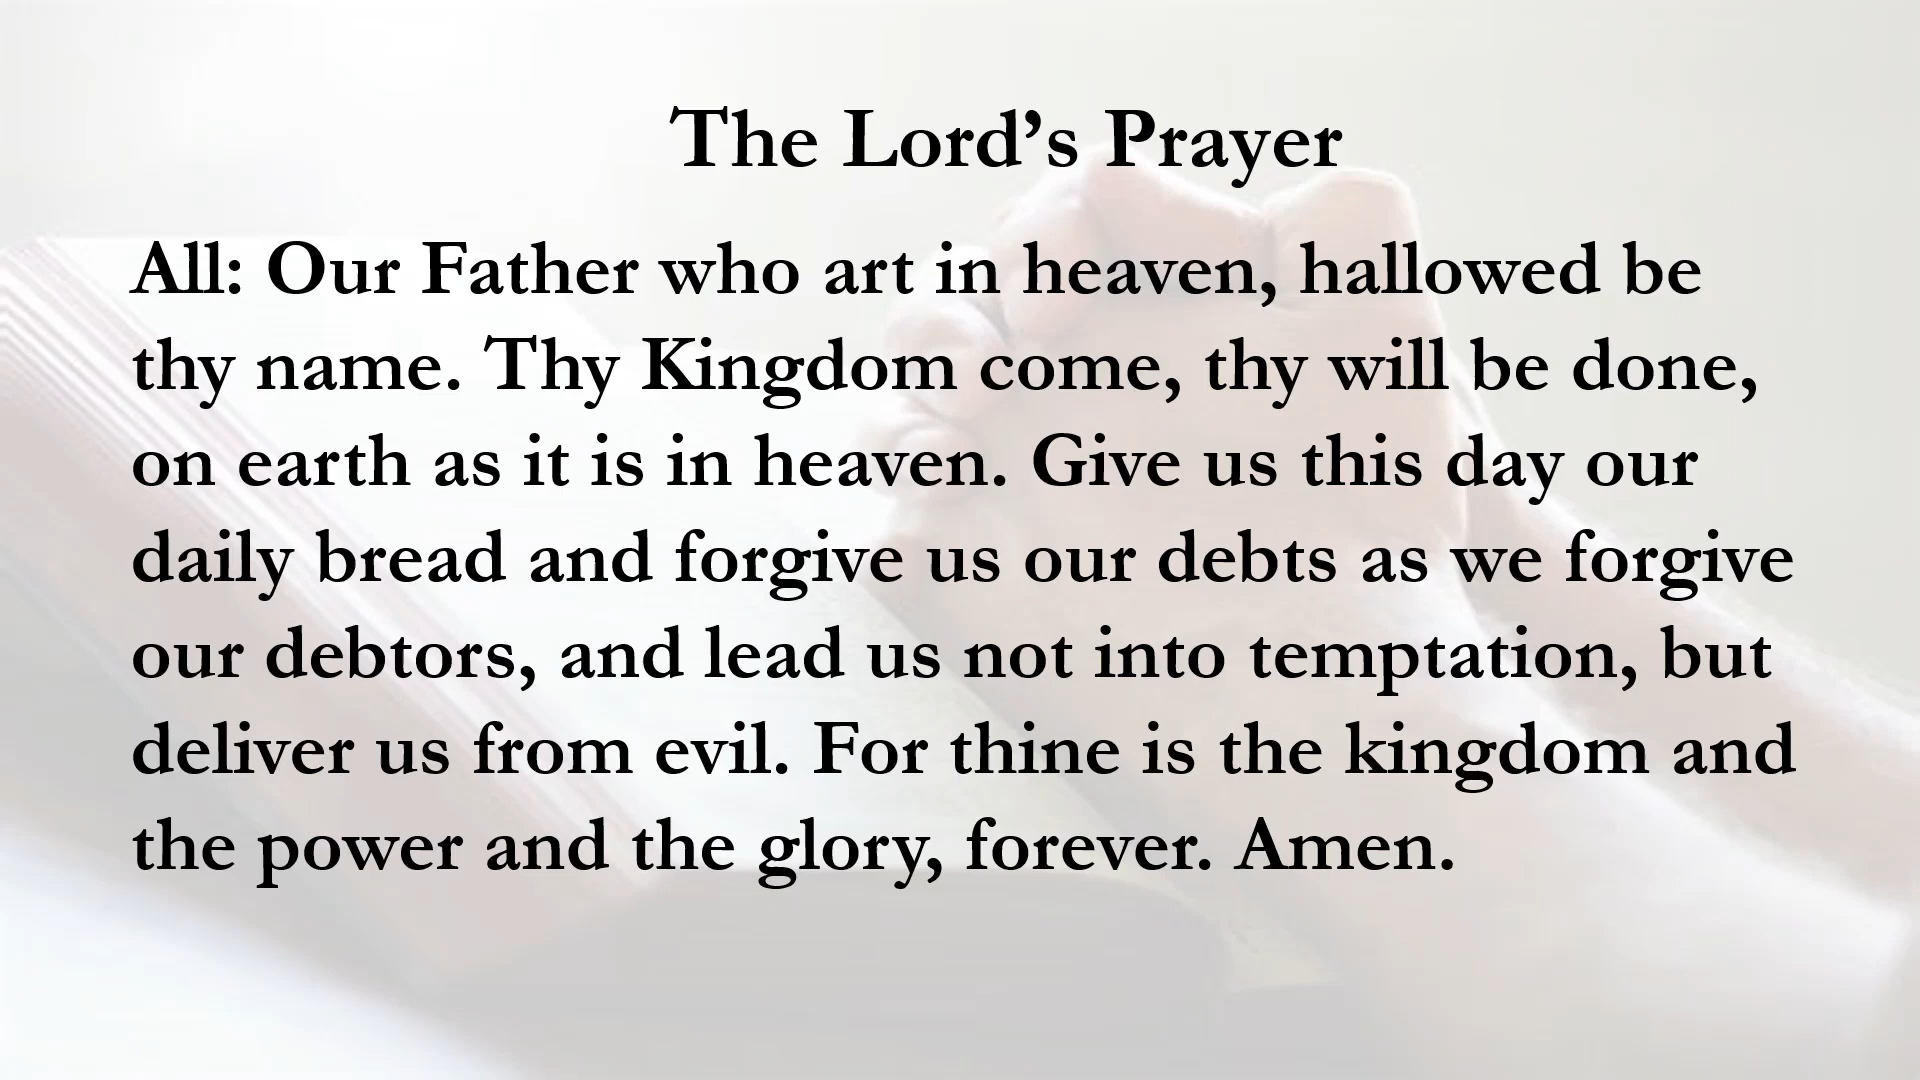 The Lord’s Prayer
All: Our Father who art in heaven, hallowed be
thy name. Thy Kingdom come, thy will be done,
on earth as it is in heaven. Give us this day our
daily bread and forgive us our debts as we forgive
our debtors, and lead us not into temptation, but
deliver us from evil. For thine is the kingdom and
the power and the glory, forever. Amen.